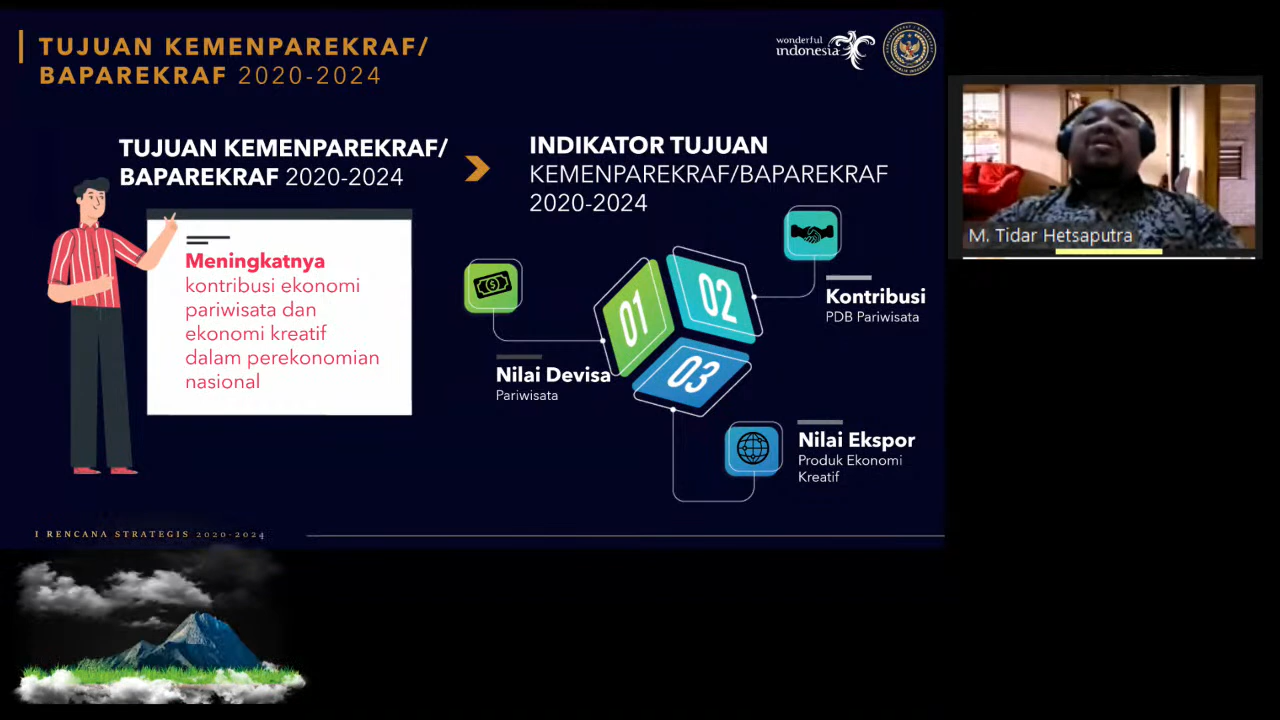 TUJUAN KEMENPAREKRAF/
BAPAREKRAF 2020-2024
wonderful
indonesia
TUJUAN KEMENPAREKRAF/
BAPAREKRAF 2020-2024
Meningkatnya
kontribusi ekonomi
pariwisata dan
ekonomi kreatif
dalam perekonomian
nasional
INDIKATOR TUJUAN
KEMENPAREKRAF/BAPAREKRAF
2020-2024
01
02
03
Nilai Devisa
Pariwisata
Kontribusi
PDB Pariwisata
Nilai Ekspor
Produk Ekonomi
Kreatif
I RENCANA STRATEGIS 2020-2024
M. Tidar Hetsaputra